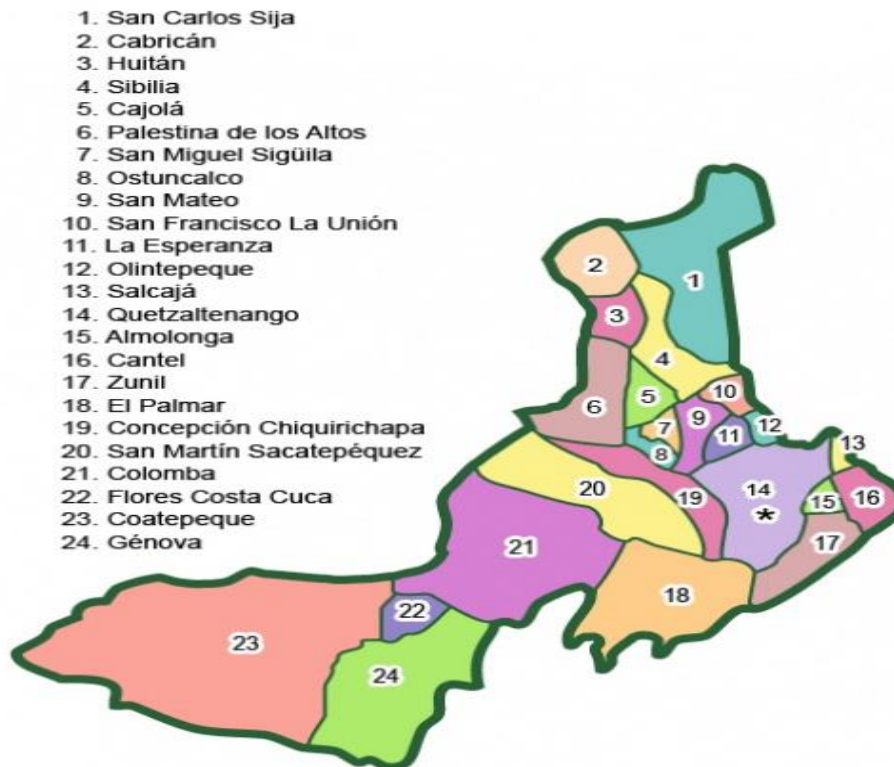 1. San Carlos Sija
2. Cabricán
3. Huitán
4. Sibilia
5. Cajolá
6. Palestina de los Altos
7. San Miguel Sigüila
8. Ostuncalco
9. San Mateo
10. San Francisco La Unión
11. La Esperanza
12. Olintepeque
13. Salcajá
14. Quetzaltenango
15. Almolonga
16. Cantel
17. Zunil
18. El Palmar
19. Concepción Chiquirichapa
20. San Martín Sacatepéquez
21. Colomba
22. Flores Costa Cuca
23. Coatepeque
24. Génova
2
1
3
4
5
10
6
9
7
12
11
8
13
20
19
14
*
15
16
17
21
18
22
23
24